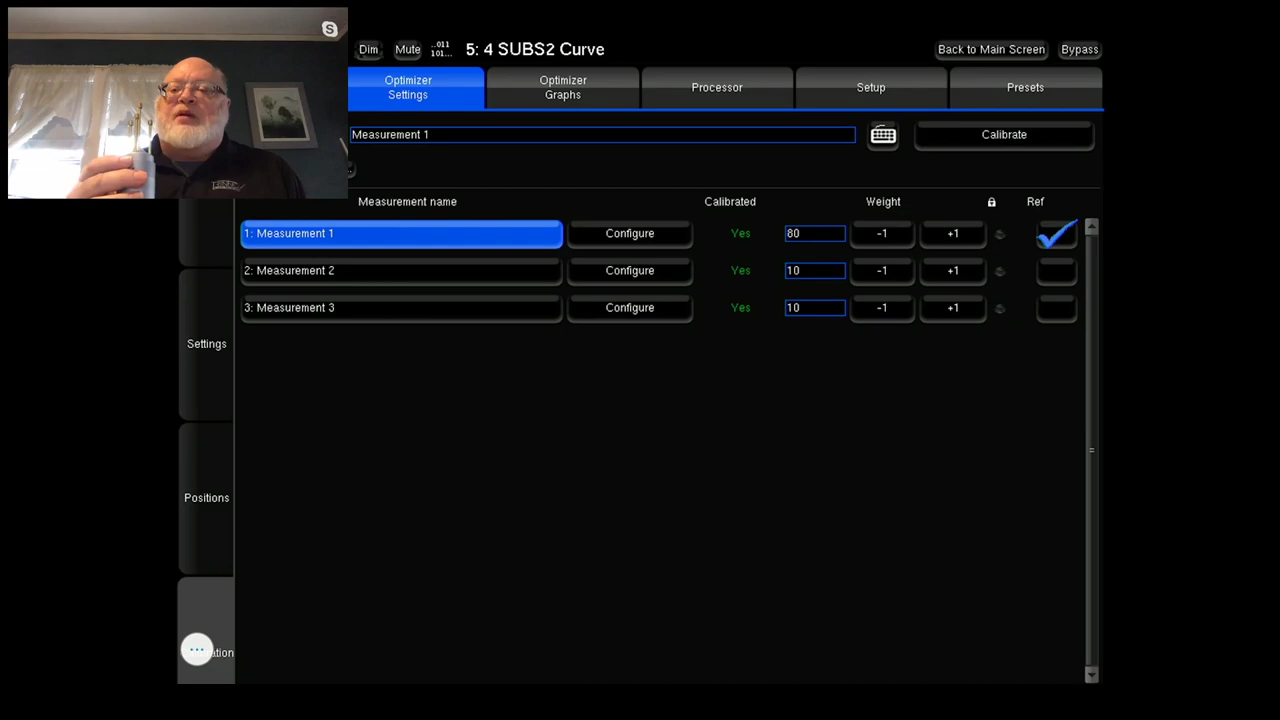 Dim Mute ..011 101... 5: 4 SUBS2 Curve Back to Main Screen Bypass
Optimizer Settings Optimizer Graphs Processor Setup Presets
Measurement 1 Calibrate
Measurement name Calibrated Weight Ref
1: Measurement 1 Configure Yes 80 -1 +1
2: Measurement 2 Configure Yes 10 -1 +1
3: Measurement 3 Configure Yes 10 -1 +1
Settings
Positions